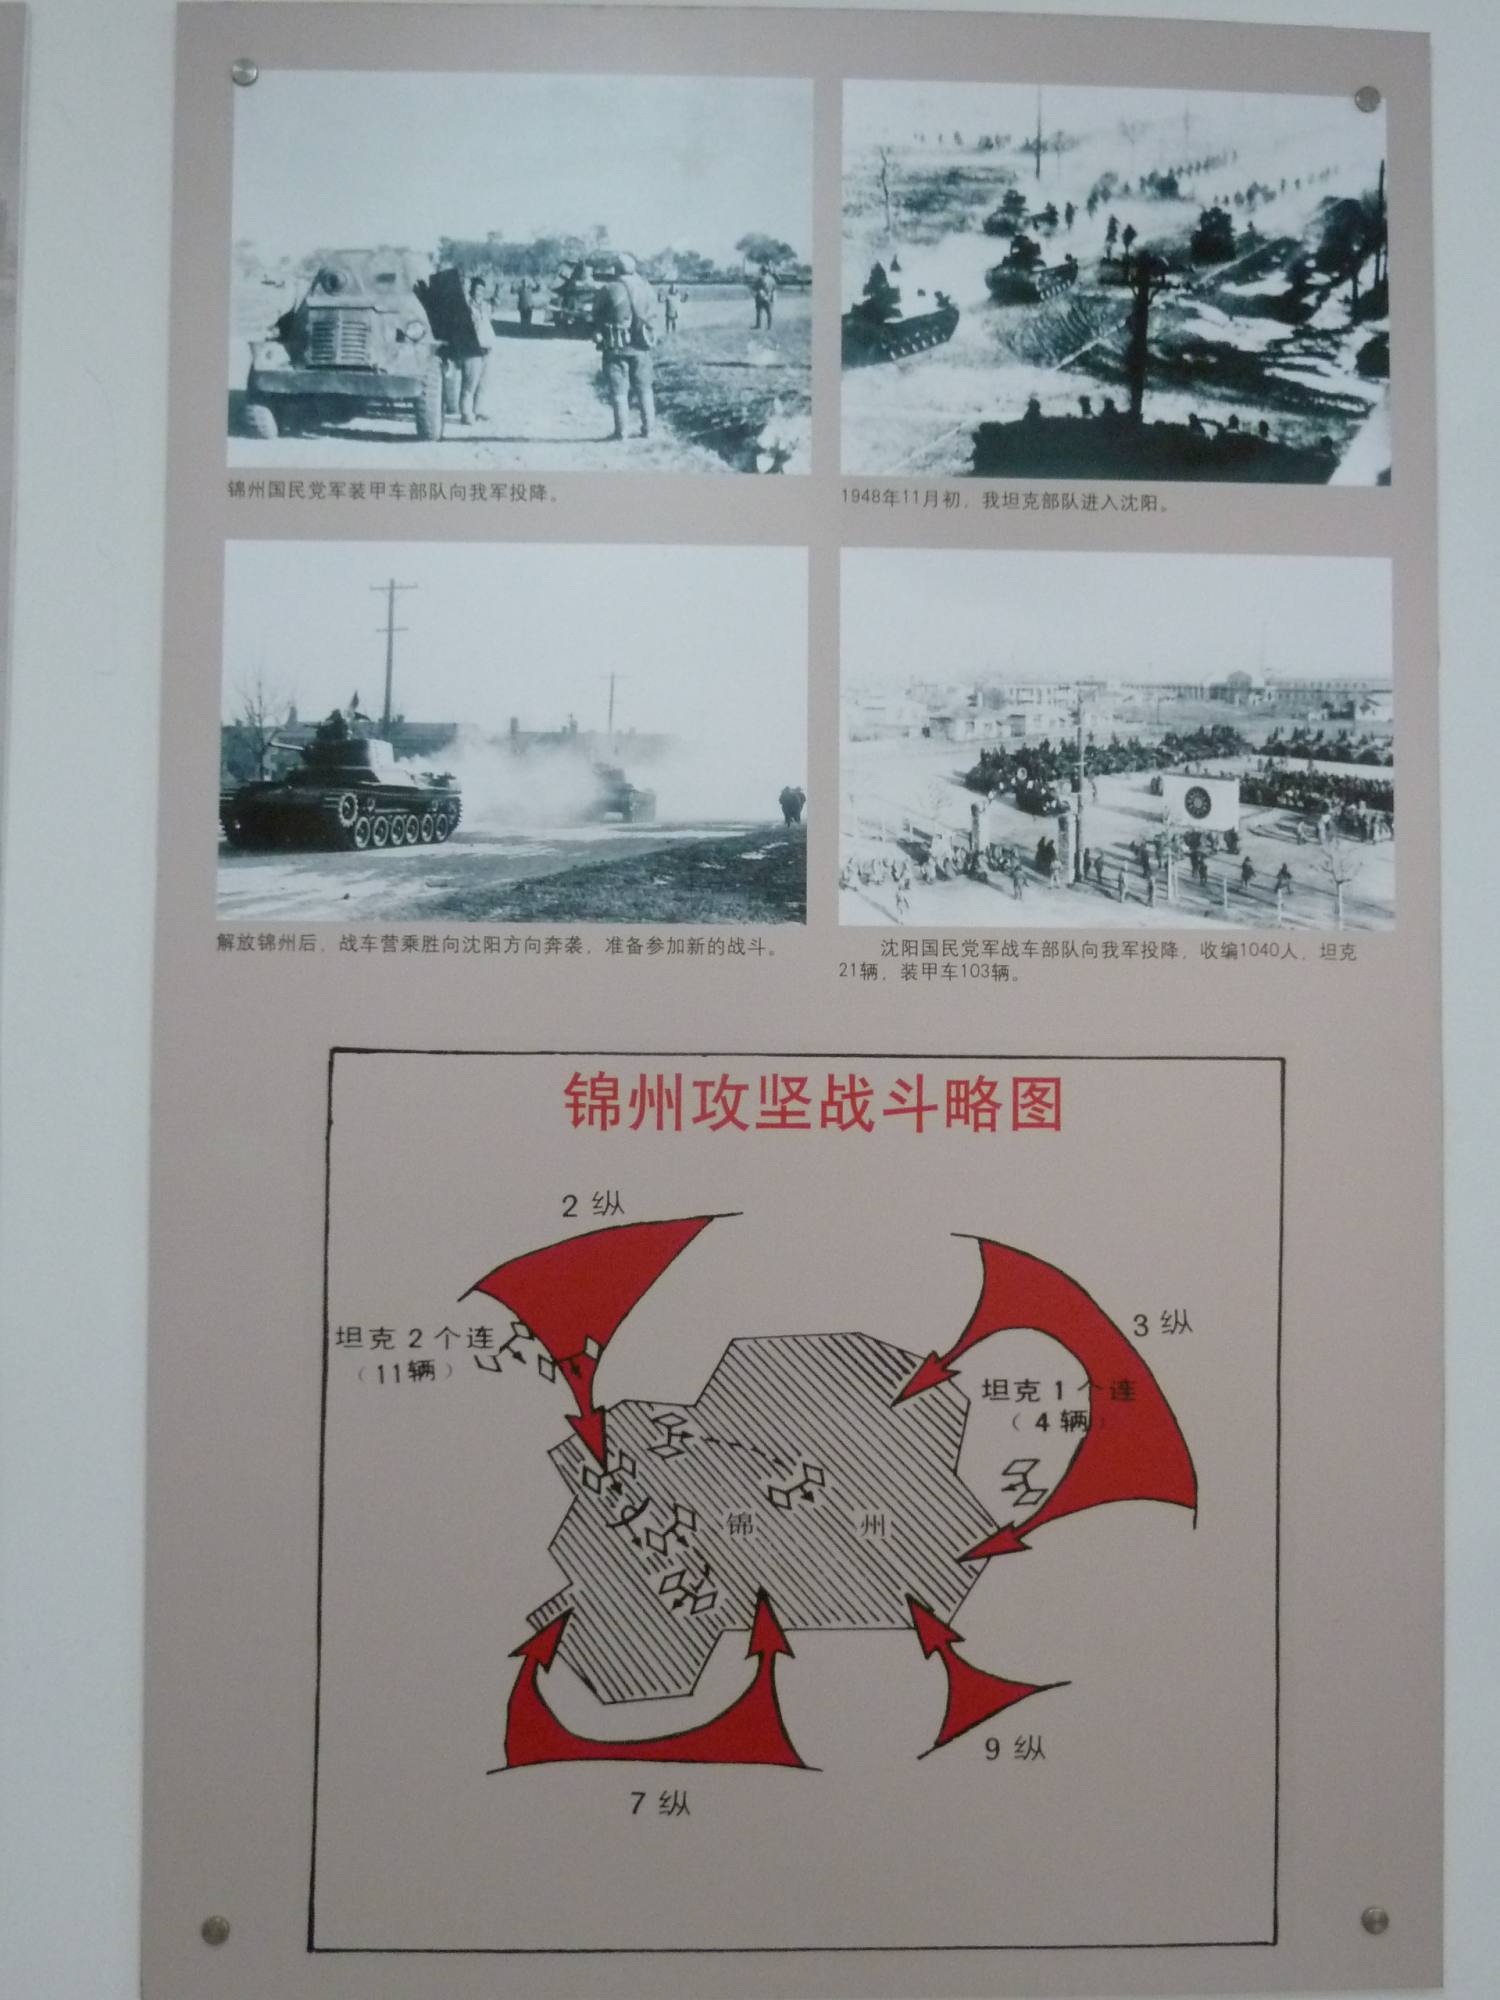 锦州国民党军装甲车部队向我军投降。
1948年11月初，我坦克部队进入沈阳。
解放锦州后，战车营乘胜向沈阳方向奔袭，准备参加新的战斗。
沈阳国民党军战车部队向我军投降，收编1040人，坦克
21辆，装甲车103辆。
锦州攻坚战斗略图
2 纵
3 纵
坦克 2 个连
（11辆）
坦克 1 个连
（4 辆）
锦 州
9 纵
7 纵